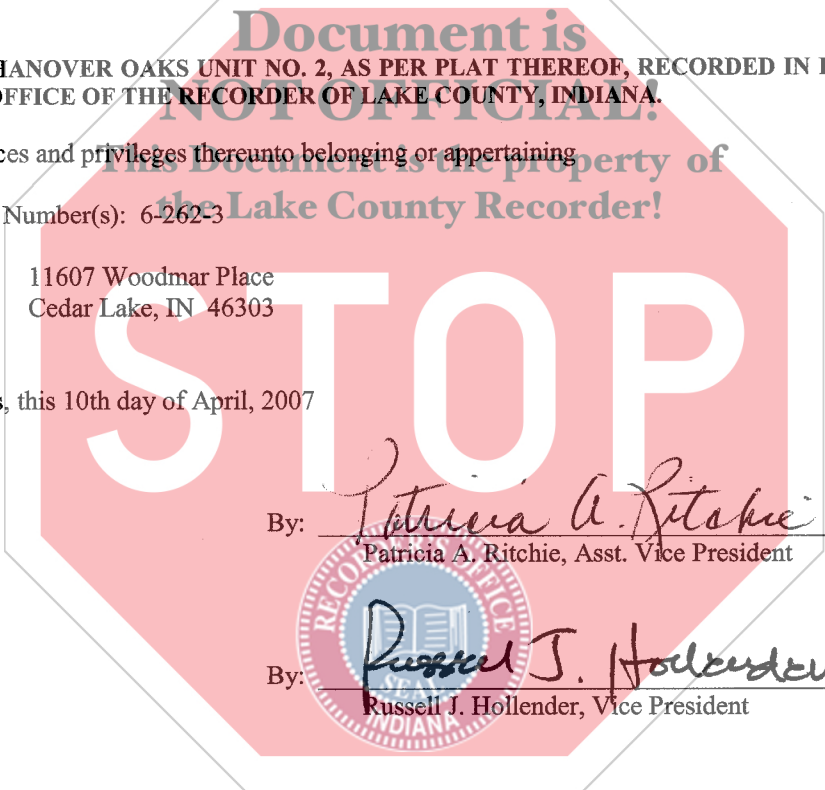 Document is
HANOVER OAKS UNIT NO. 2, AS PER PLAT THEREOF, RECORDED IN
OFFICE OF THE RECORDER OF LAKE COUNTY, INDIANA.
NOT OFFICIAL!
ces and privileges thereunto belonging or appertaining
This Document is the property of
Number(s): 6-262-3
the Lake County Recorder!
11607 Woodmar Place
Cedar Lake, IN 46303
STOP
s, this 10th day of April, 2007
By: Patricia A. Ritchie
Patricia A. Ritchie, Asst. Vice President
RECORDER'S OFFICE
By: Russell J. Hollender
SEAL
Russell J. Hollender, Vice President
INDIANA